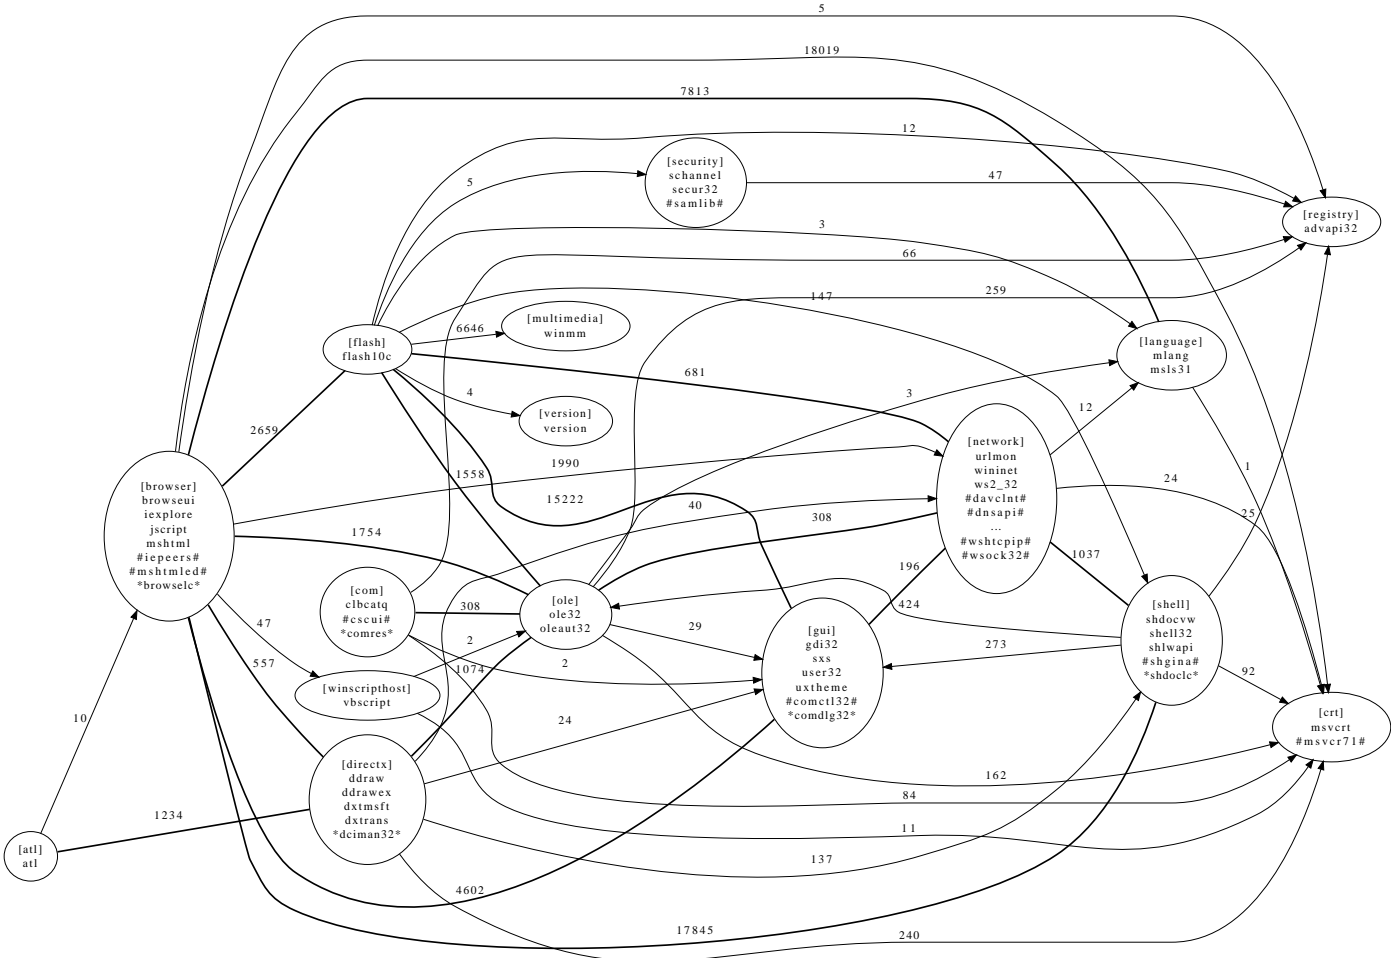 5
18019
7813
12
[security]
schannel
secur32
#samlib#
5
47
[registry]
advapi32
3
66
259
147
[multimedia]
winmm
6646
[flash]
flash10c
[language]
mlang
msls31
681
4
3
[version]
version
12
2659
[network]
urlmon
wininet
ws2_32
#davclnt#
#dnsapi#
...
#wshtcpip#
#wsock32#
1990
1558
15222
40
308
24
1
25
[browser]
browseui
iexplore
jscript
mshtml
#iepeers#
#mshtmled#
*browselc*
1754
1037
196
[com]
clbcatq
#cscui#
*comres*
308
[ole]
ole32
oleaut32
424
[shell]
shdocvw
shell32
shlwapi
#shgina#
*shdoclc*
47
29
2
[gui]
gdi32
sxs
user32
uxtheme
#comctl32#
*comdlg32*
273
557
2
1074
92
[winscripthost]
vbscript
10
24
[crt]
msvcrt
#msvcr71#
[directx]
ddraw
ddrawex
dxtmsft
dxtrans
*dciman32*
162
84
1234
11
[atl]
atl
137
4602
17845
240